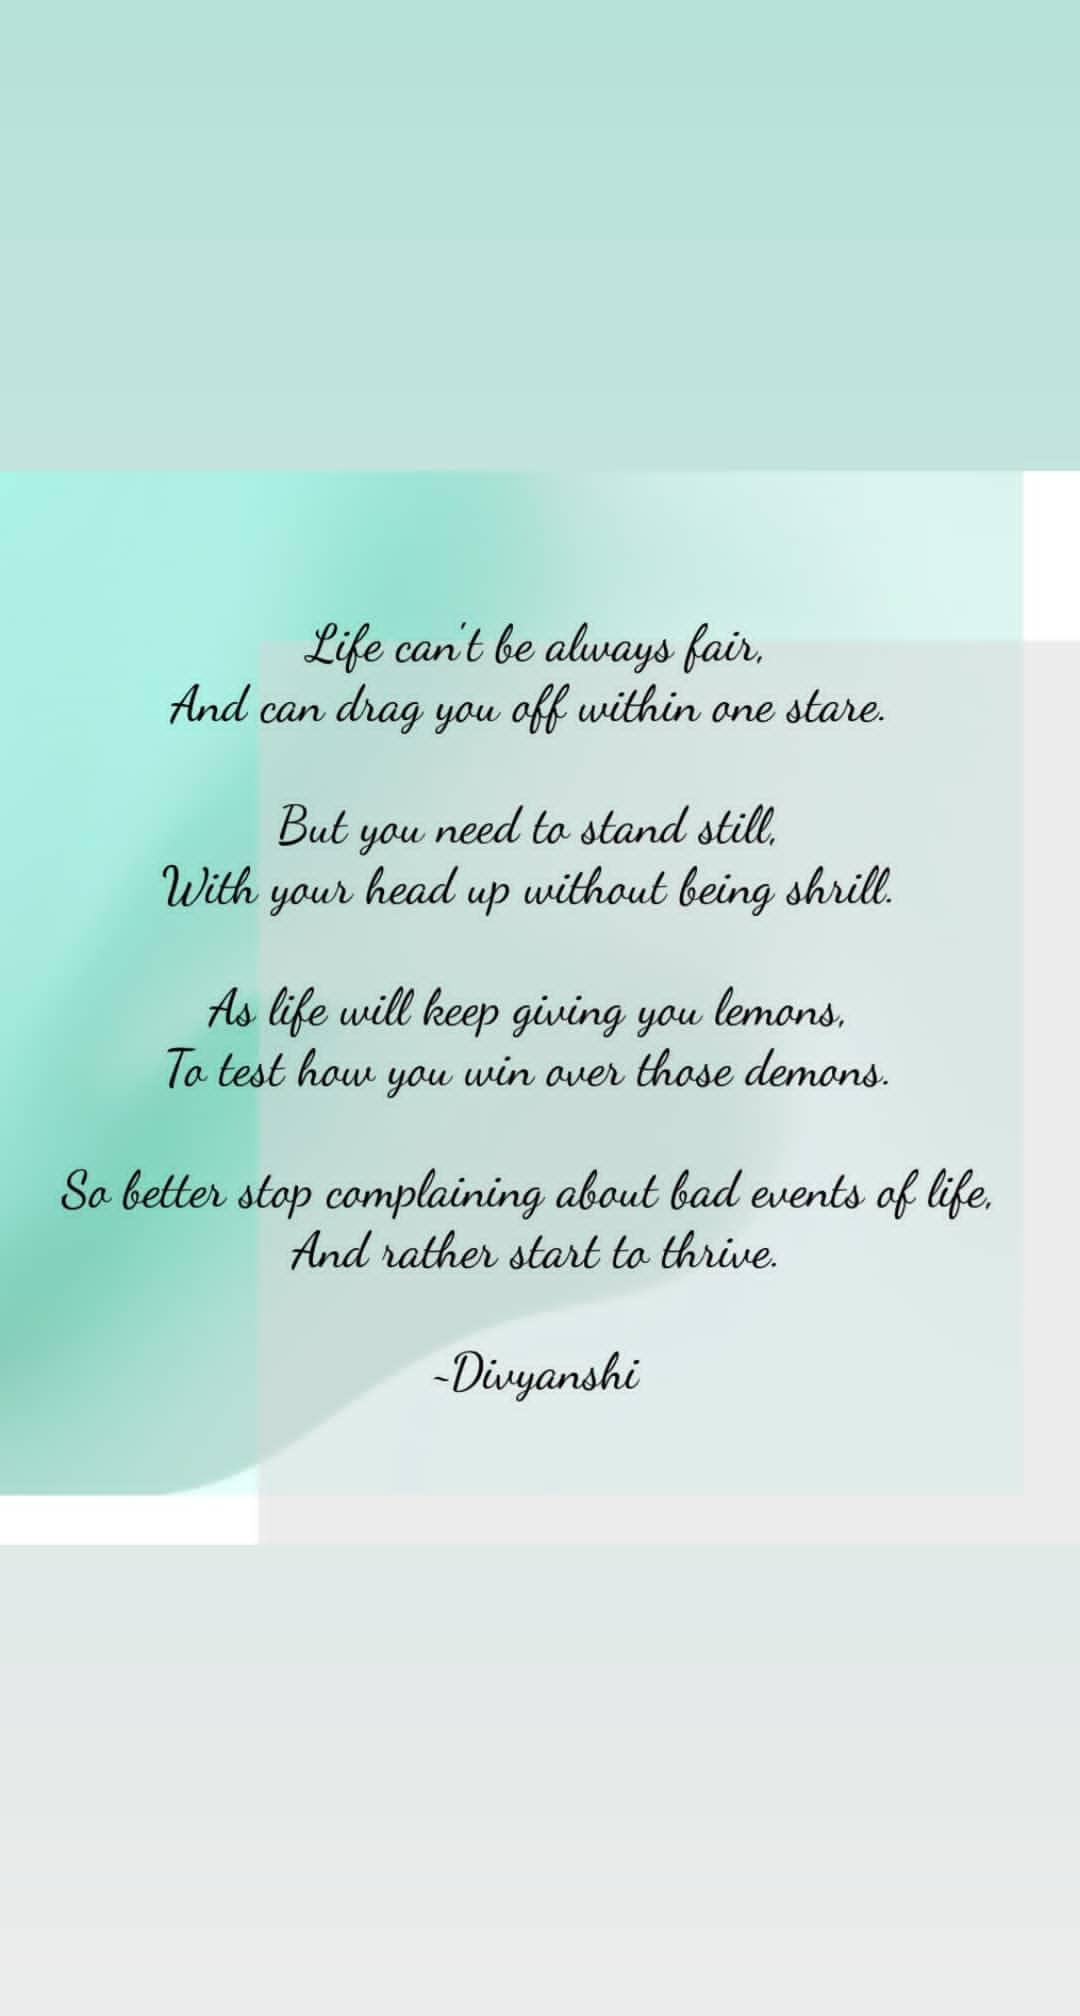 Life can't be always fair,
And can drag you off within one stare.
But you need to stand still,
With your head up without being shrill.
As life will keep giving you lemons,
To test how you win over those demons.
So better stop complaining about bad events of life,
And rather start to thrive.
~Divyanshi